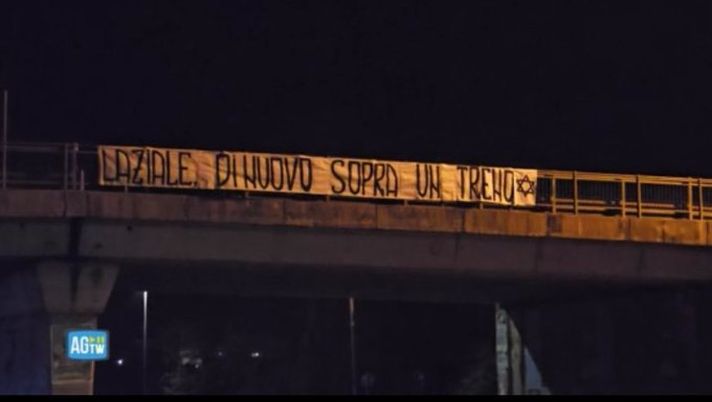 LAZIALE, DI NUOVO SOPRA UN TRENO
AGTW